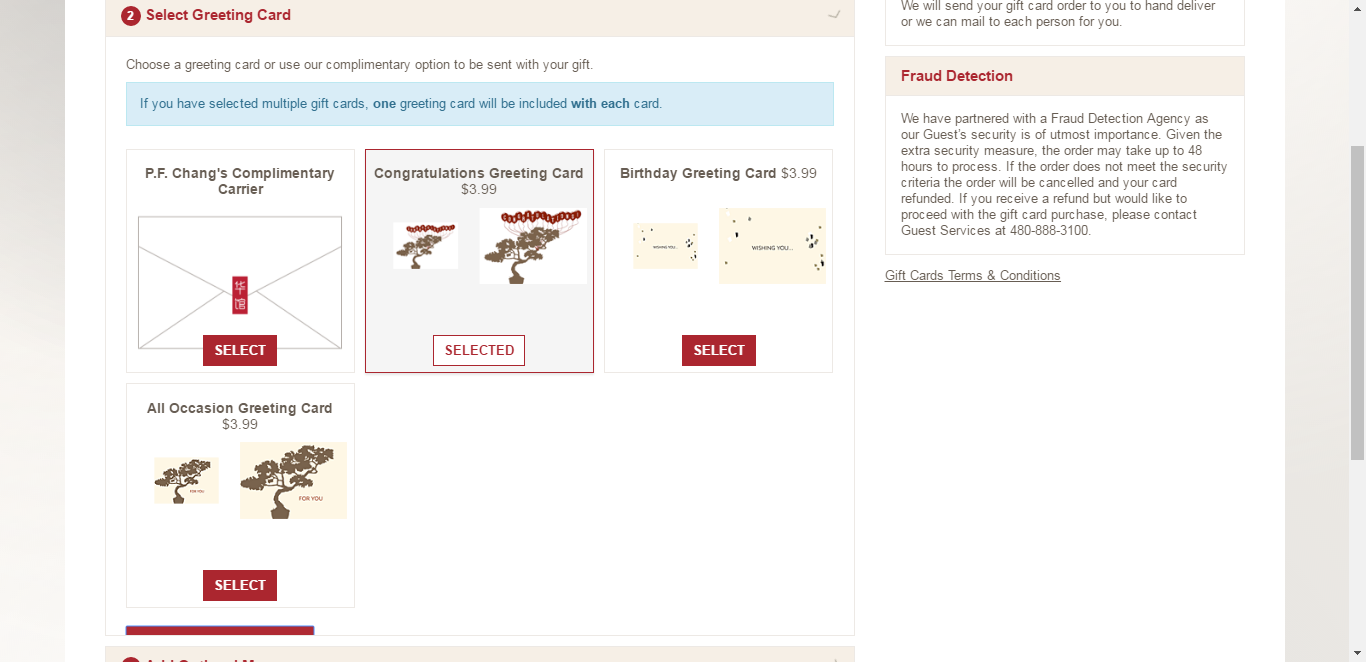 2 Select Greeting Card
Choose a greeting card or use our complimentary option to be sent with your gift.
If you have selected multiple gift cards, one greeting card will be included with each card.
P.F. Chang's Complimentary
Carrier
华
馆
SELECT
Congratulations Greeting Card
$3.99
SELECTED
Birthday Greeting Card $3.99
WISHING YOU...
WISHING YOU...
SELECT
All Occasion Greeting Card
$3.99
FOR YOU
FOR YOU
SELECT
We will send your gift card order to you to hand deliver
or we can mail to each person for you.
Fraud Detection
We have partnered with a Fraud Detection Agency as
our Guest's security is of utmost importance. Given the
extra security measure, the order may take up to 48
hours to process. If the order does not meet the security
criteria the order will be cancelled and your card
refunded. If you receive a refund but would like to
proceed with the gift card purchase, please contact
Guest Services at 480-888-3100.
Gift Cards Terms & Conditions